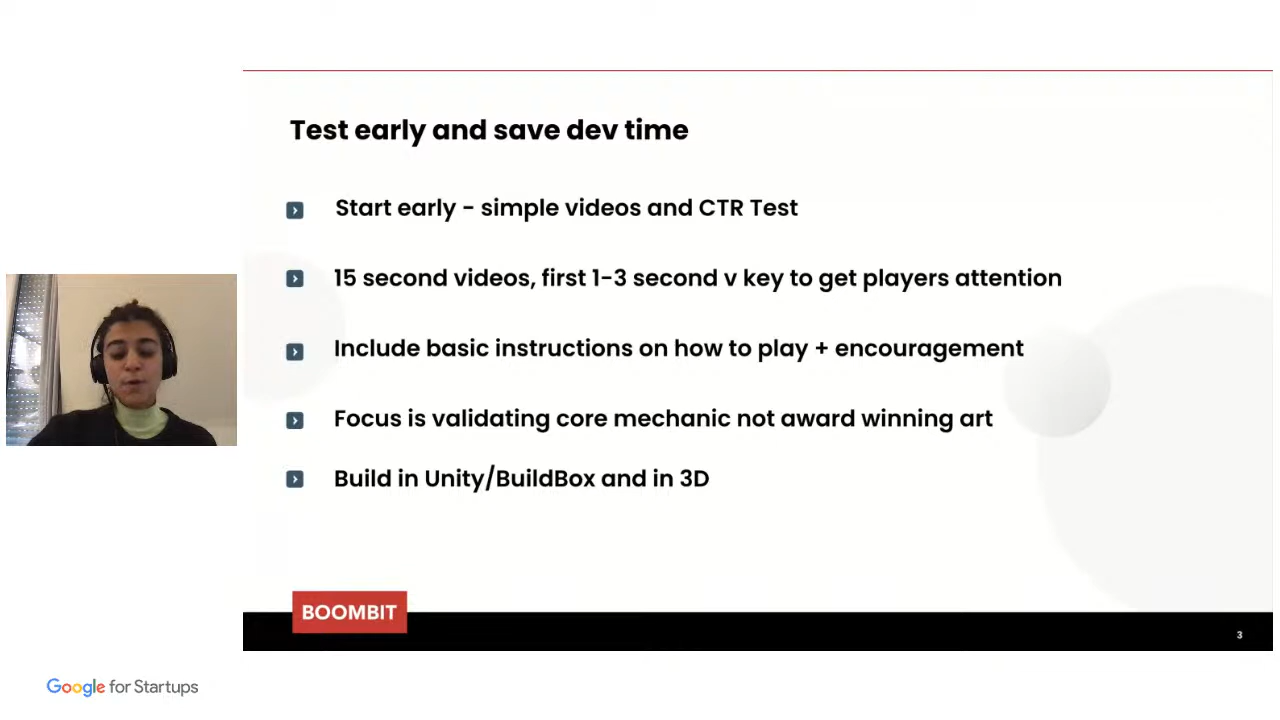 Test early and save dev time
Start early - simple videos and CTR Test
15 second videos, first 1-3 second v key to get players attention
Include basic instructions on how to play + encouragement
Focus is validating core mechanic not award winning art
Build in Unity/BuildBox and in 3D
BOOMBIT
3
Google for Startups